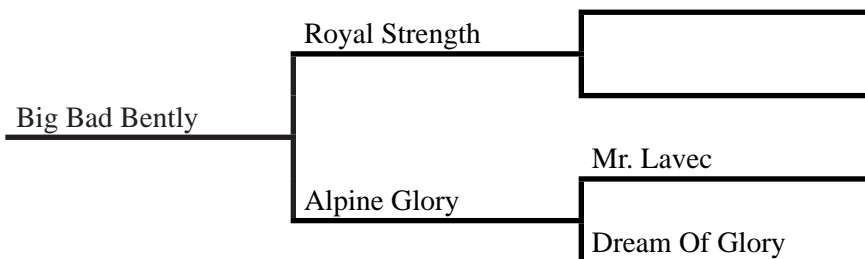 Royal Strength
Big Bad Bently
Mr. Lavec
Alpine Glory
Dream Of Glory